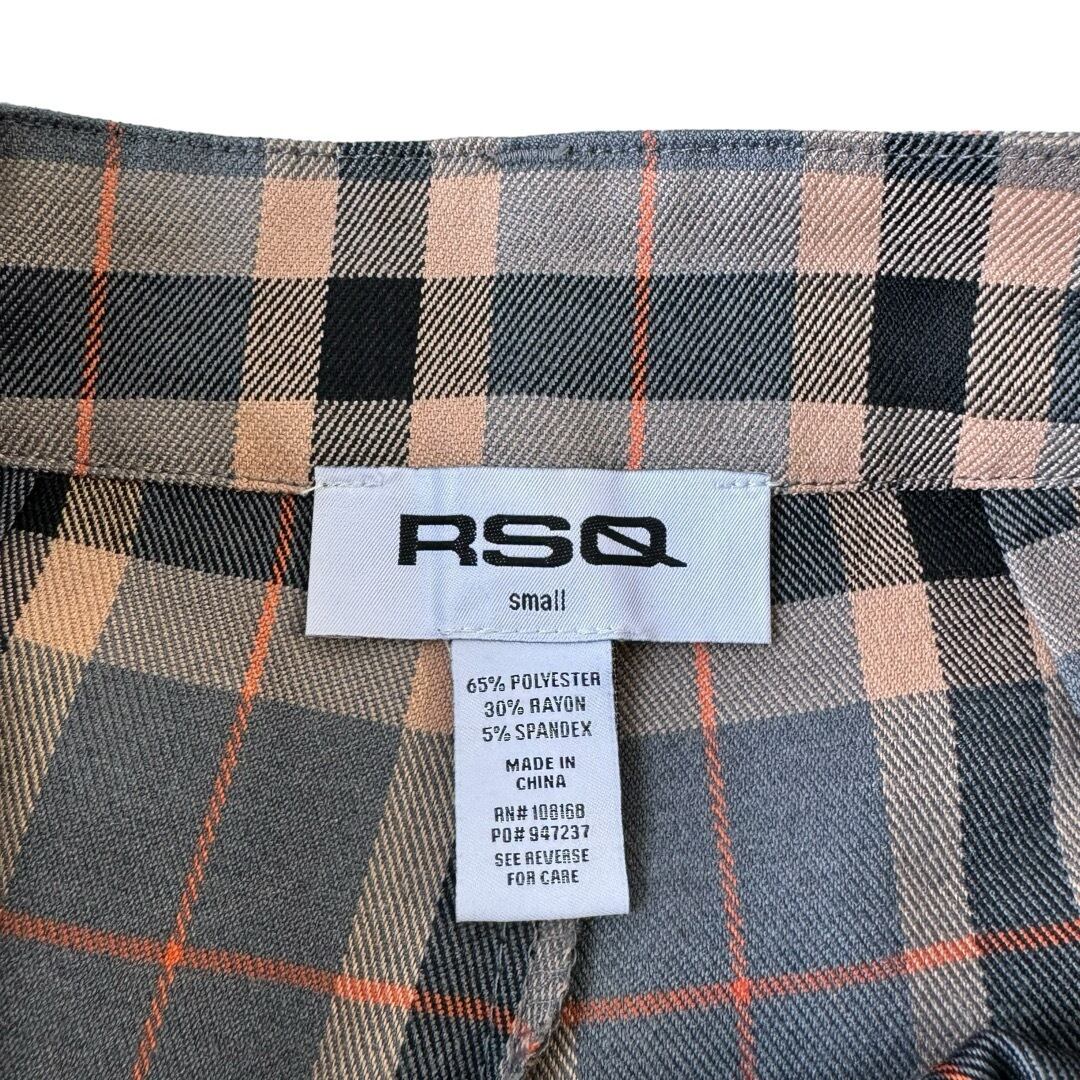 RSQ
small
65% POLYESTER
30% RAYON
5% SPANDEX
MADE IN
CHINA
RN# 108168
PO# 947237
SEE REVERSE
FOR CARE